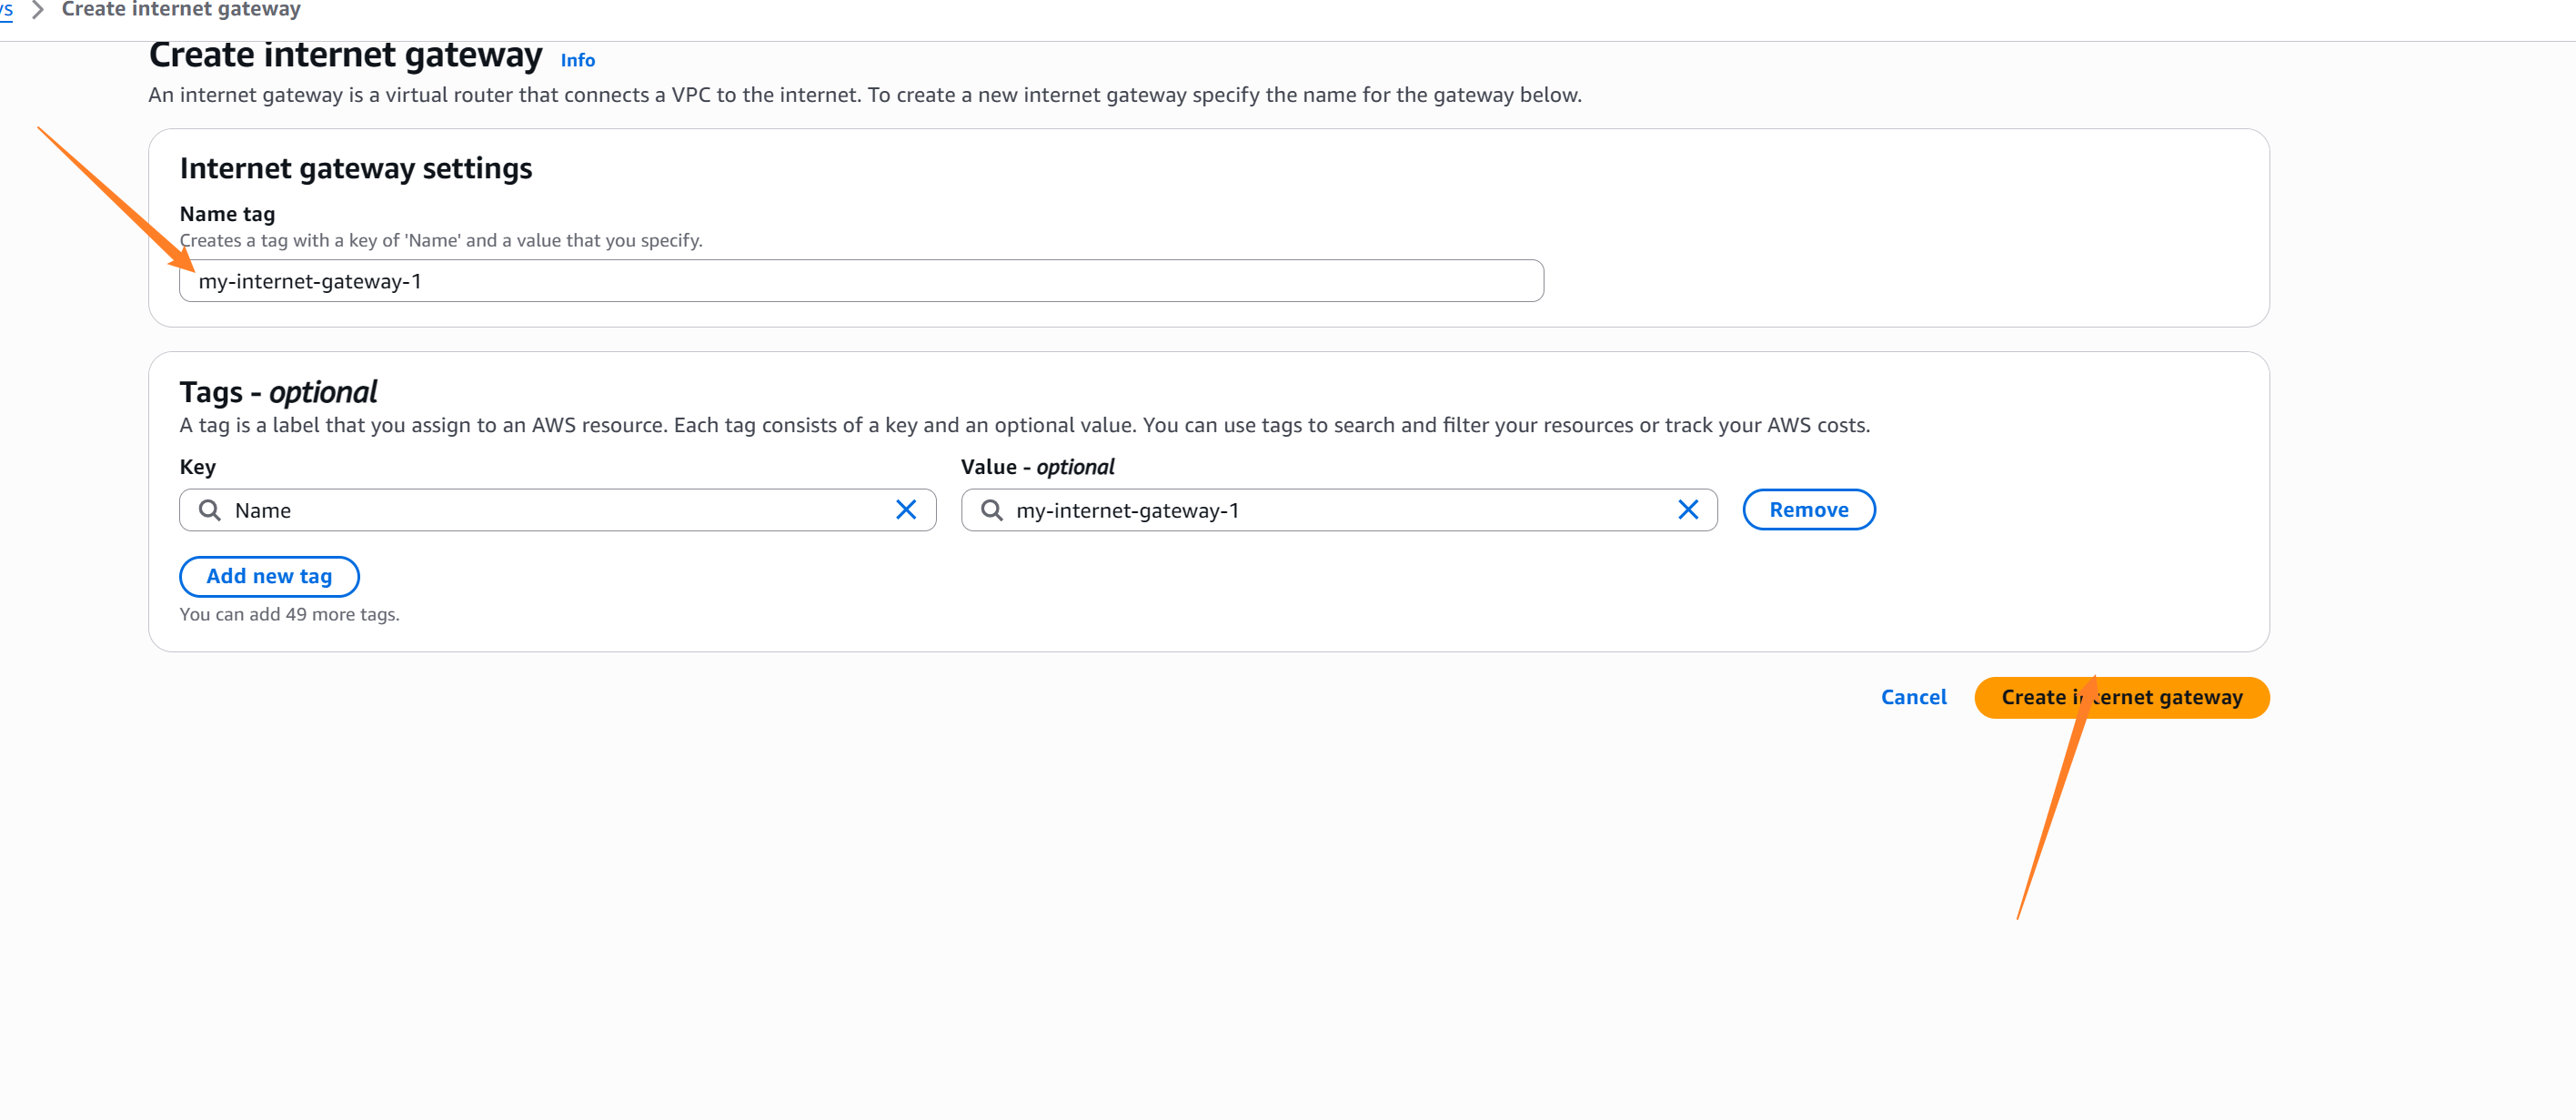 Create internet gateway
Create internet gateway Info
An internet gateway is a virtual router that connects a VPC to the internet. To create a new internet gateway specify the name for the gateway below.
Internet gateway settings
Name tag
Creates a tag with a key of 'Name' and a value that you specify.
my-internet-gateway-1
Tags - optional
A tag is a label that you assign to an AWS resource. Each tag consists of a key and an optional value. You can use tags to search and filter your resources or track your AWS costs.
Key Value - optional
Name my-internet-gateway-1 Remove
Add new tag
You can add 49 more tags.
Cancel Create internet gateway